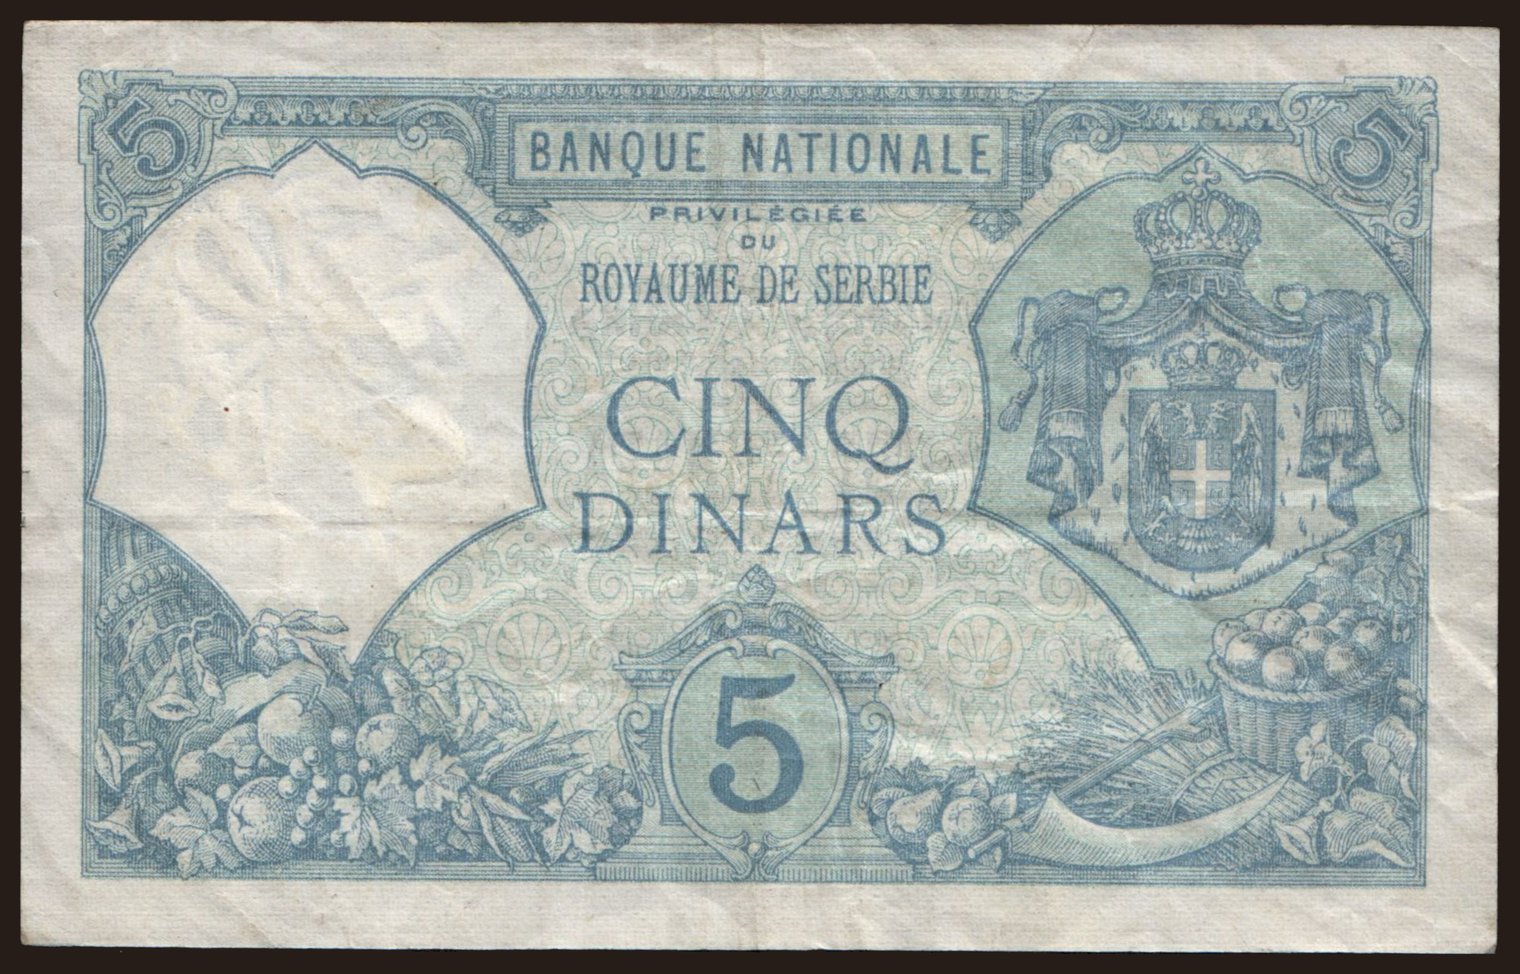 5
5
BANQUE NATIONALE
PRIVILÉGIÉE
DU
ROYAUME DE SERBIE
CINQ
DINARS
5